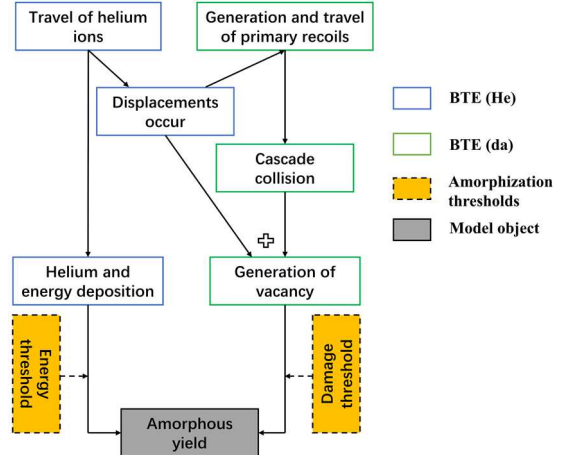 Travel of helium
ions
Generation and travel
of primary recoils
Displacements
occur
Cascade
collision
Helium and
energy deposition
Generation of
vacancy
Energy
threshold
Damage
threshold
Amorphous
yield
BTE (He)
BTE (da)
Amorphization
thresholds
Model object